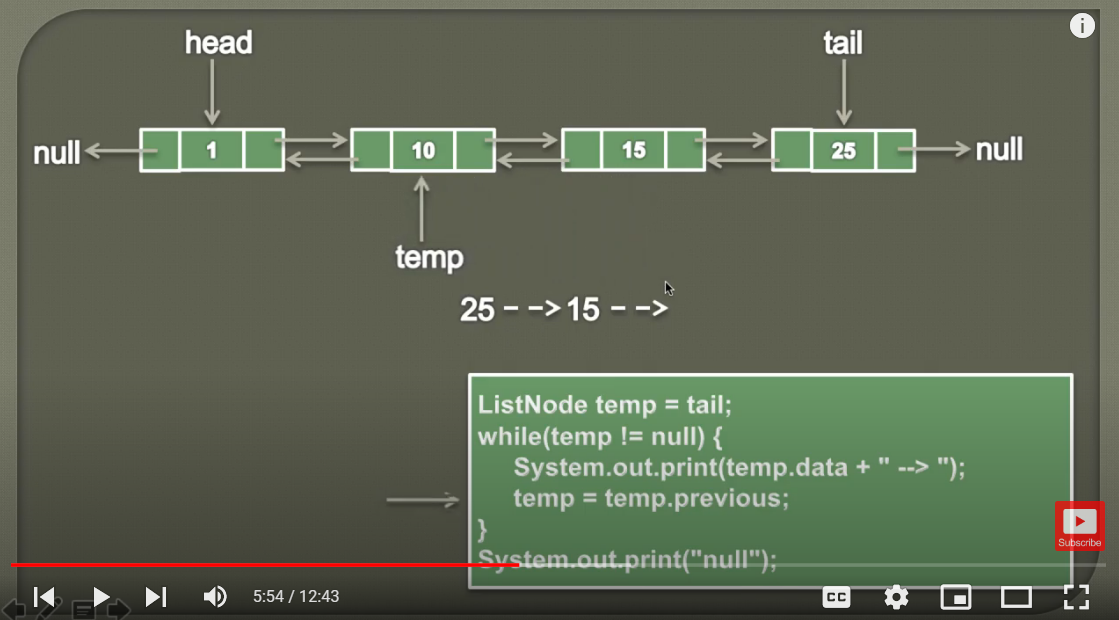 head
tail
null
1
10
15
25
null
temp
25 - -> 15 - ->
ListNode temp = tail;
while(temp != null) {
System.out.print(temp.data + " --> ");
temp = temp.previous;
}
System.out.print("null");
Subscribe
5:54 / 12:43
CC